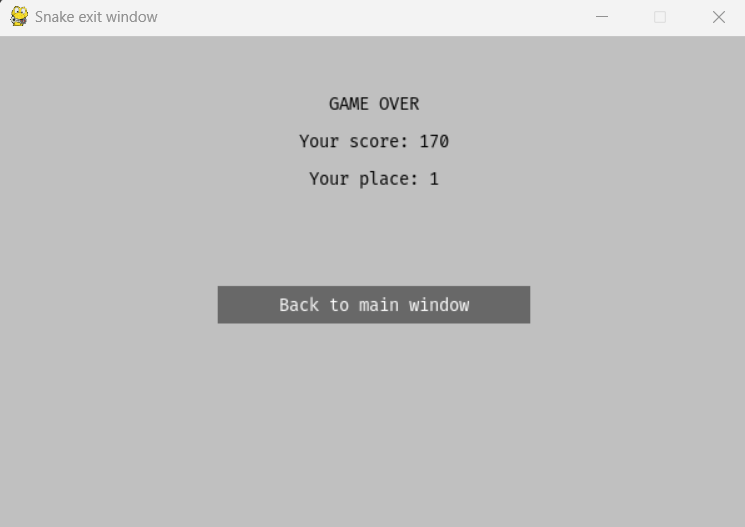 Snake exit window
GAME OVER
Your score: 170
Your place: 1
Back to main window